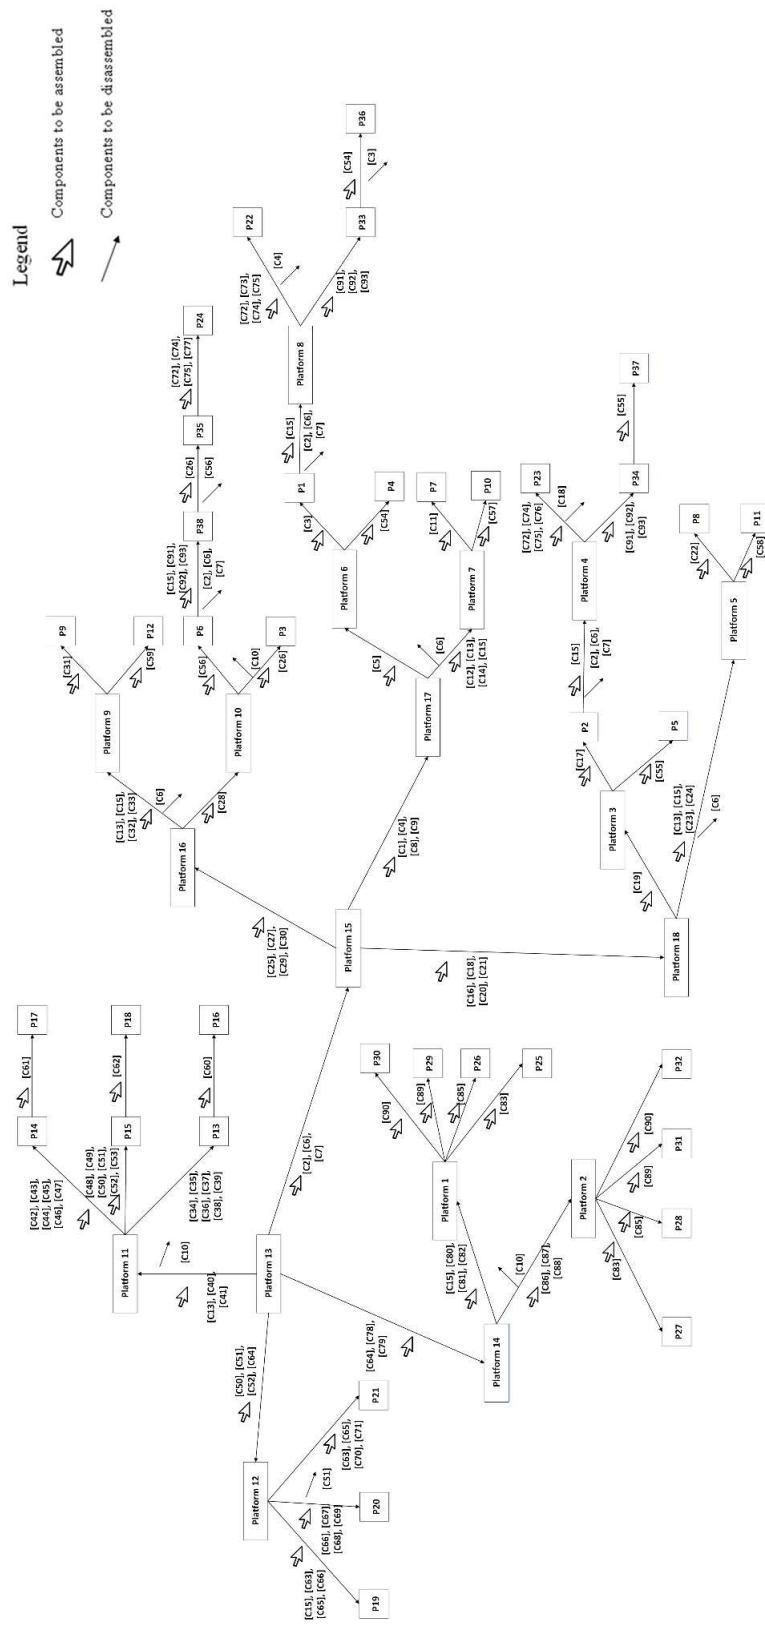 Legend
Components to be assembled
Components to be disassembled
P17
[C61]
P14
[C42], [C43],
[C44], [C45],
[C46], [C47]
P18
[C62]
P15
[C48], [C49],
[C50], [C51],
[C52], [C53]
P16
[C60]
P13
[C34], [C35],
[C36], [C37],
[C38], [C39]
Platform 11
[C10]
[C13], [C40],
[C41]
Platform 13
[C50], [C51],
[C52], [C64]
Platform 12
[C15], [C63],
[C65], [C66]
P19
[C66], [C67],
[C68], [C69]
[C51]
P20
[C63], [C65],
[C70], [C71]
P21
[C64], [C78],
[C79]
Platform 14
[C15], [C80],
[C81], [C82]
Platform 1
[C90]
P30
[C89]
P29
[C85]
P26
[C83]
P25
[C10]
[C86], [C87],
[C88]
Platform 2
[C83]
P27
[C85]
P28
[C89]
P31
[C90]
P32
[C2], [C6],
[C7]
Platform 15
[C25], [C27],
[C29], [C30]
Platform 16
[C13], [C15],
[C32], [C33]
[C6]
Platform 9
[C31]
P9
[C59]
P12
[C28]
Platform 10
[C56]
P6
[C10]
[C26]
P3
[C15], [C91],
[C92], [C93]
[C2], [C6],
[C7]
P38
[C26]
[C56]
P35
[C72], [C74],
[C75], [C77]
P24
[C1], [C4],
[C8], [C9]
Platform 17
[C5]
Platform 6
[C3]
P1
[C54]
P4
[C6]
[C12], [C13],
[C14], [C15]
Platform 7
[C11]
P7
[C57]
P10
[C15]
[C2], [C6],
[C7]
Platform 8
[C72], [C73],
[C74], [C75]
[C4]
P22
[C91],
[C92],
[C93]
P33
[C54]
[C3]
P36
[C16], [C18],
[C20], [C21]
Platform 18
[C19]
Platform 3
[C17]
P2
[C55]
P5
[C15]
[C2], [C6],
[C7]
Platform 4
[C72], [C74],
[C75], [C76]
[C18]
P23
[C91], [C92],
[C93]
P34
[C55]
P37
[C13], [C15],
[C23], [C24]
[C6]
Platform 5
[C22]
P8
[C58]
P11